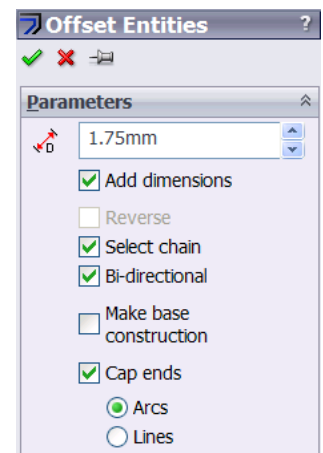 Offset Entities ?
Parameters
D
1.75mm
Add dimensions
Reverse
Select chain
Bi-directional
Make base
construction
Cap ends
Arcs
Lines